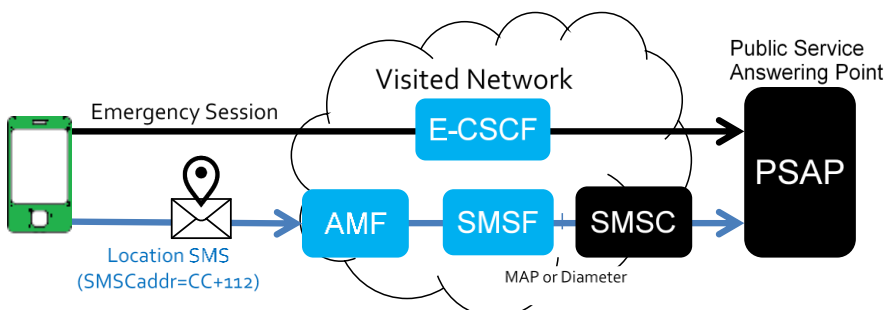 Public Service
Answering Point
Visited Network
Emergency Session
E-CSCF
PSAP
AMF
SMSF
SMSC
Location SMS
(SMSCaddr=CC+112)
MAP or Diameter